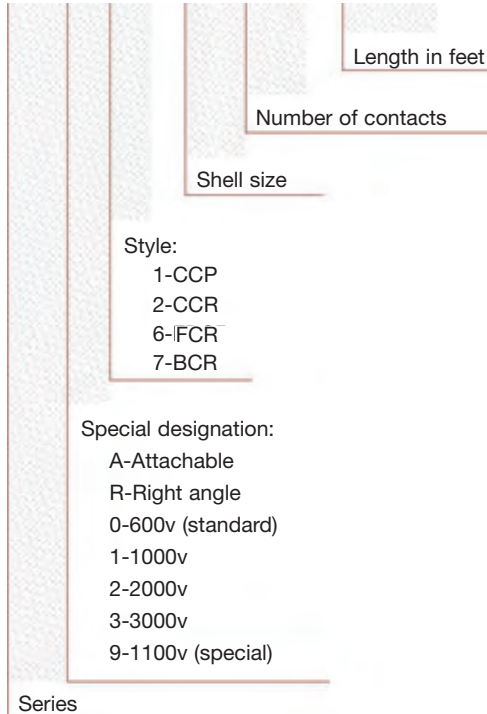 Length in feet
Number of contacts
Shell size
Style:
1-CCP
2-CCR
6-FCR
7-BCR
Special designation:
A-Attachable
R-Right angle
0-600v (standard)
1-1000v
2-2000v
3-3000v
9-1100v (special)
Series